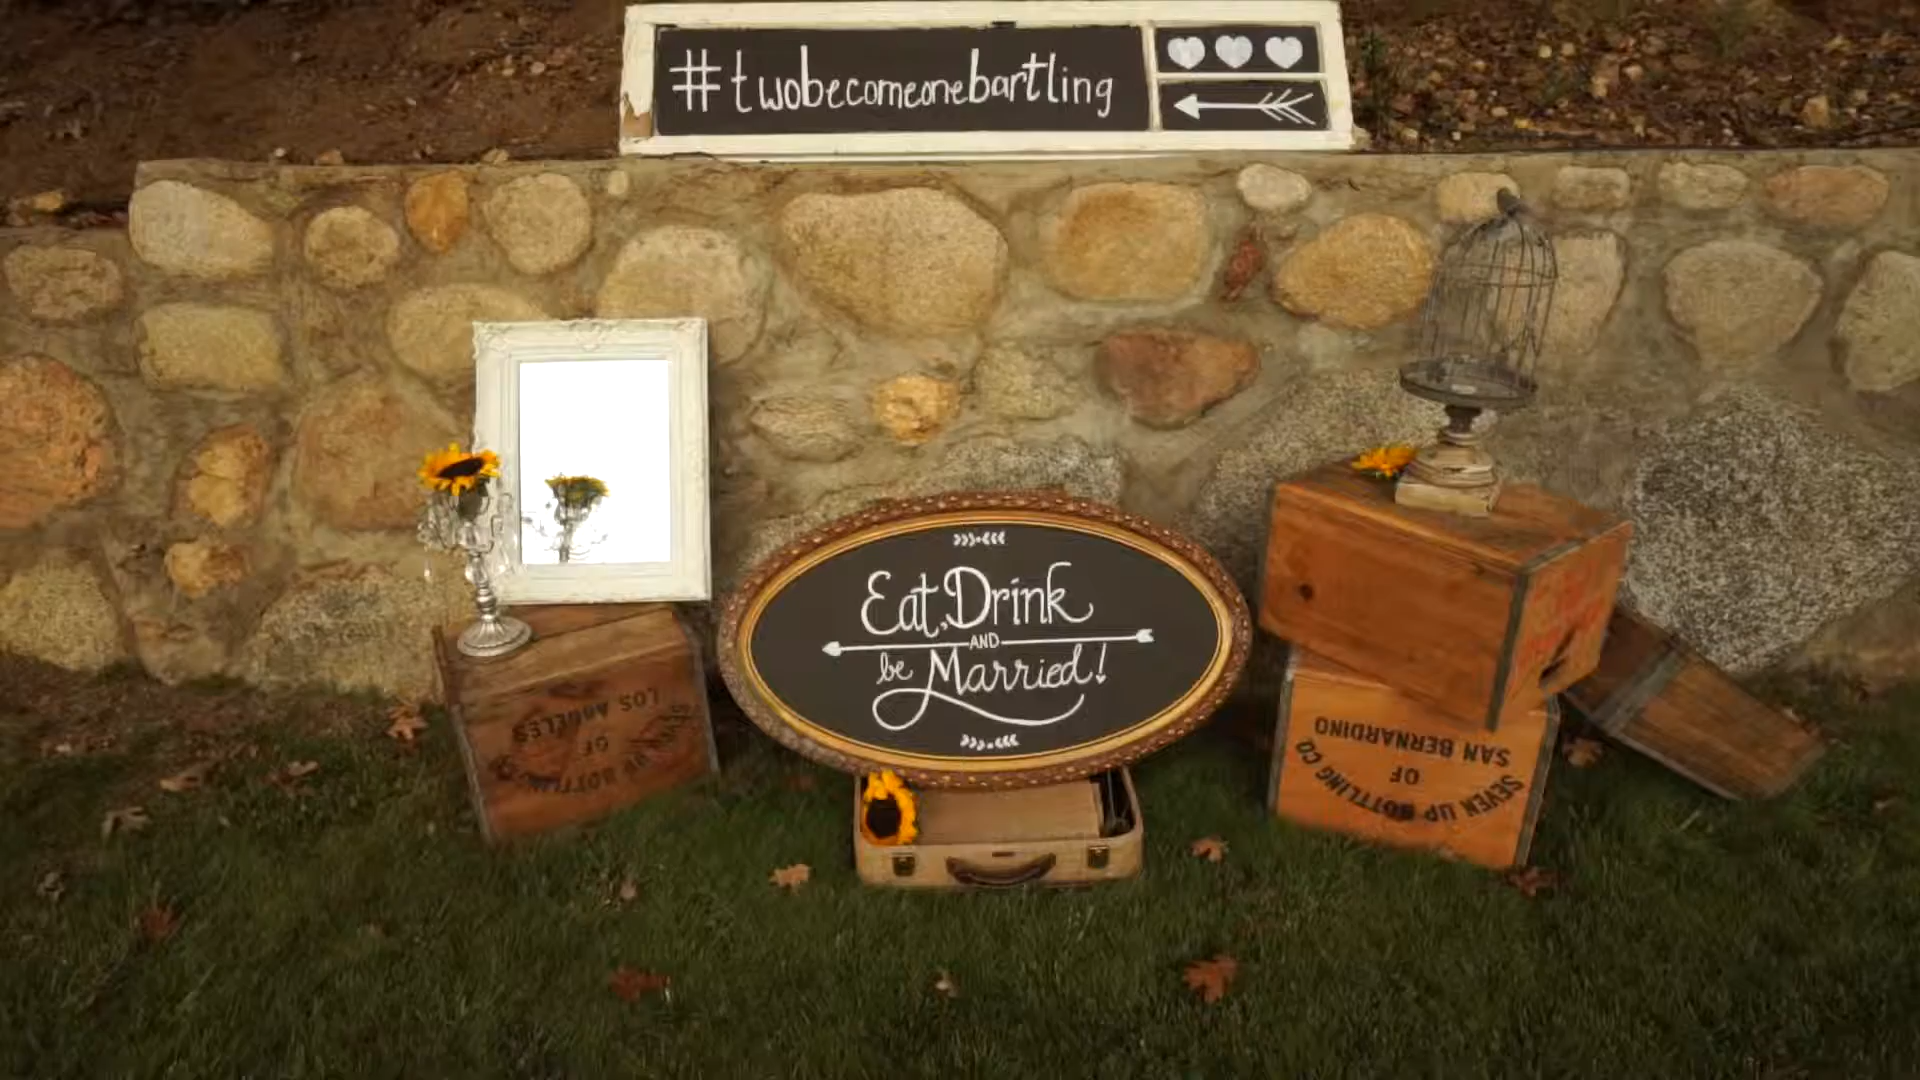 #twobecomeonebartling
Eat, Drink
AND
be Married!
SEVEN UP BOTTLING
OF
LOS ANGELES
SEVEN UP BOTTLING CO
OF
SAN BERNARDINO